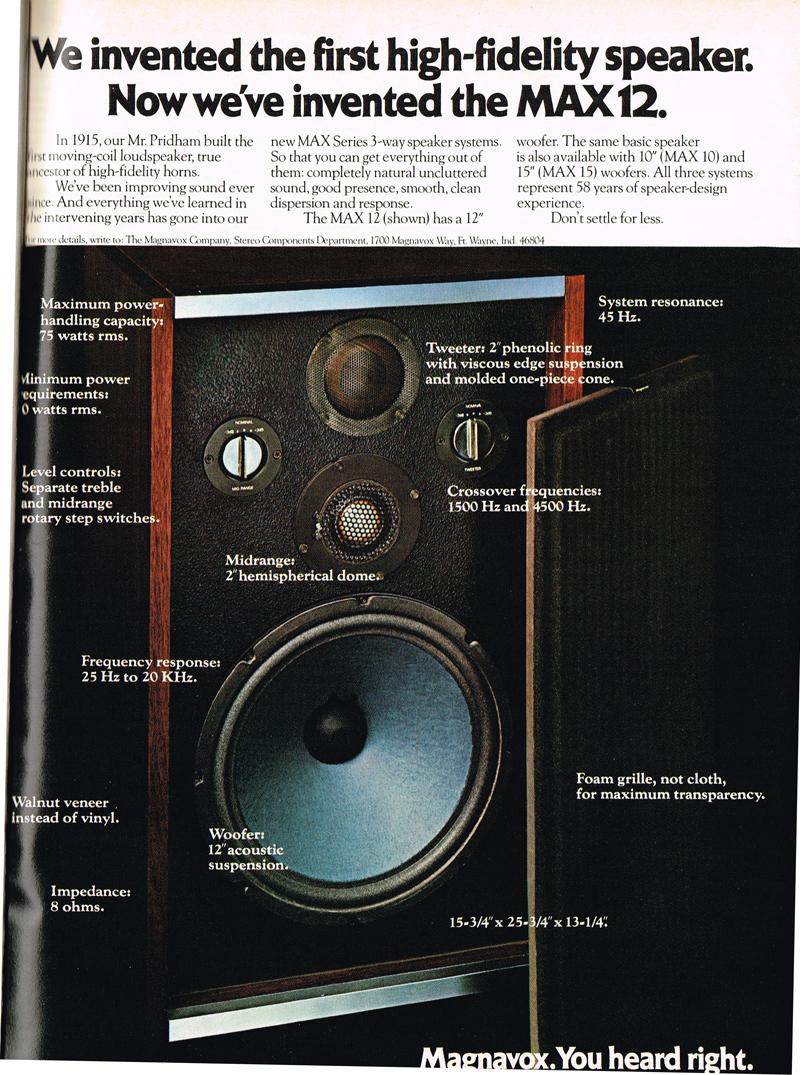 We invented the first high-fidelity speaker.
Now we've invented the MAX 12.
In 1915, our Mr. Pridham built the
first moving-coil loudspeaker, true
ancestor of high-fidelity horns.
We've been improving sound ever
since. And everything we've learned in
the intervening years has gone into our
new MAX Series 3-way speaker systems.
So that you can get everything out of
them: completely natural uncluttered
sound, good presence, smooth, clean
dispersion and response.
The MAX 12 (shown) has a 12"
woofer. The same basic speaker
is also available with 10" (MAX 10) and
15" (MAX 15) woofers. All three systems
represent 58 years of speaker-design
experience.
Don't settle for less.
For more details, write to: The Magnavox Company, Stereo Components Department, 1700 Magnavox Way, Ft. Wayne, Ind. 46804
Maximum power-
handling capacity:
75 watts rms.
System resonance:
45 Hz.
Tweeter: 2" phenolic ring
with viscous edge suspension
and molded one-piece cone.
Minimum power
requirements:
watts rms.
NOMINAL
-3dB +3dB
MID-RANGE
NOMINAL
-3dB +3dB
TWEETER
Level controls:
Separate treble
and midrange
rotary step switches.
Crossover frequencies:
1500 Hz and 4500 Hz.
Midrange:
2" hemispherical dome.
Frequency response:
25 Hz to 20 KHz.
Foam grille, not cloth,
for maximum transparency.
Walnut veneer
instead of vinyl.
Woofer:
12" acoustic
suspension.
Impedance:
8 ohms.
15-3/4" x 25-3/4" x 13-1/4".
Magnavox. You heard right.